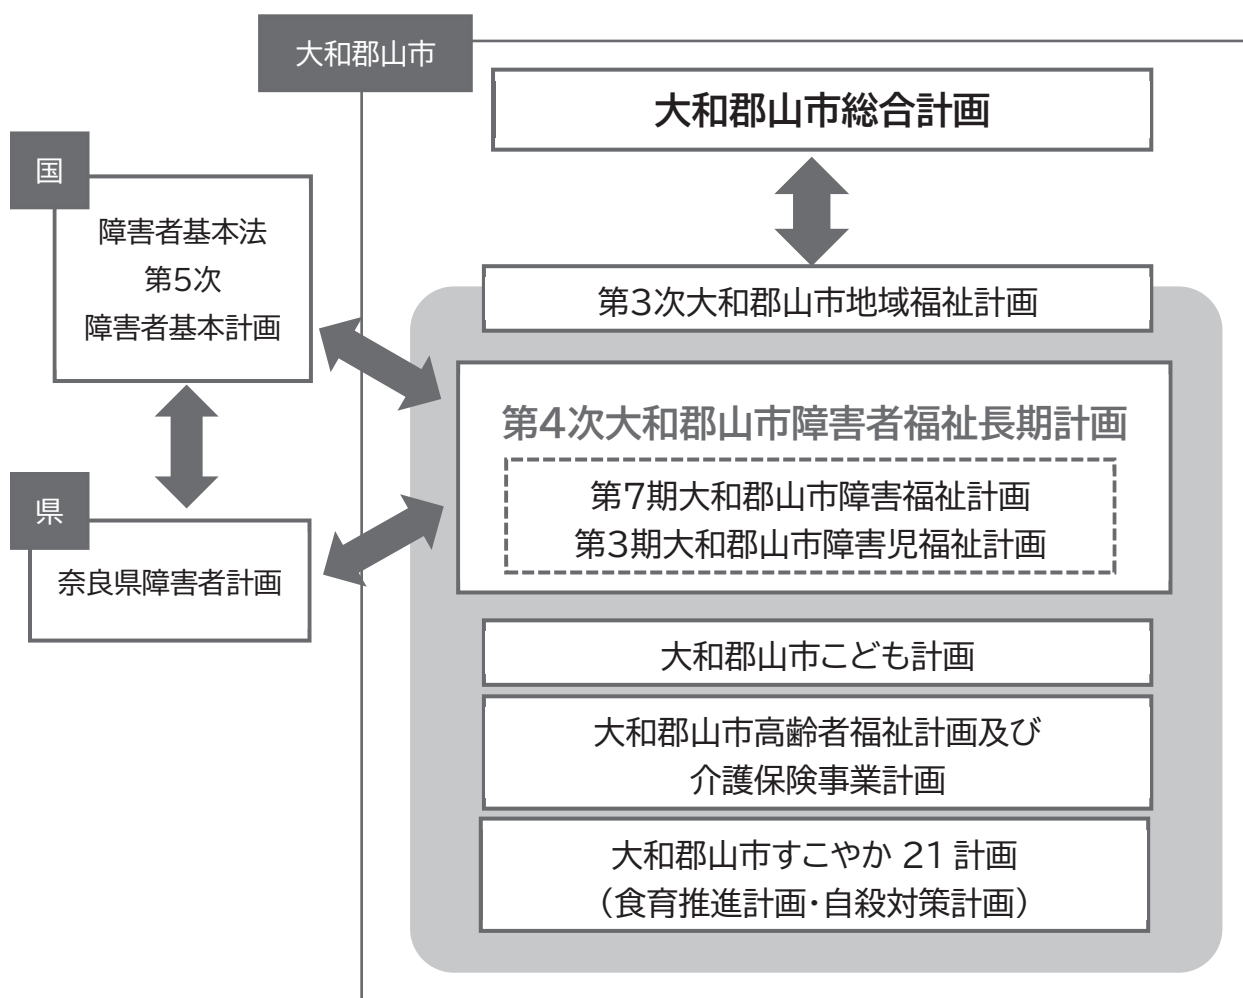 大和郡山市
大和郡山市総合計画
国
障害者基本法
第5次
障害者基本計画
県
奈良県障害者計画
第3次大和郡山市地域福祉計画
第4次大和郡山市障害者福祉長期計画
第7期大和郡山市障害福祉計画
第3期大和郡山市障害児福祉計画
大和郡山市こども計画
大和郡山市高齢者福祉計画及び
介護保険事業計画
大和郡山市すこやか 21 計画
（食育推進計画・自殺対策計画）